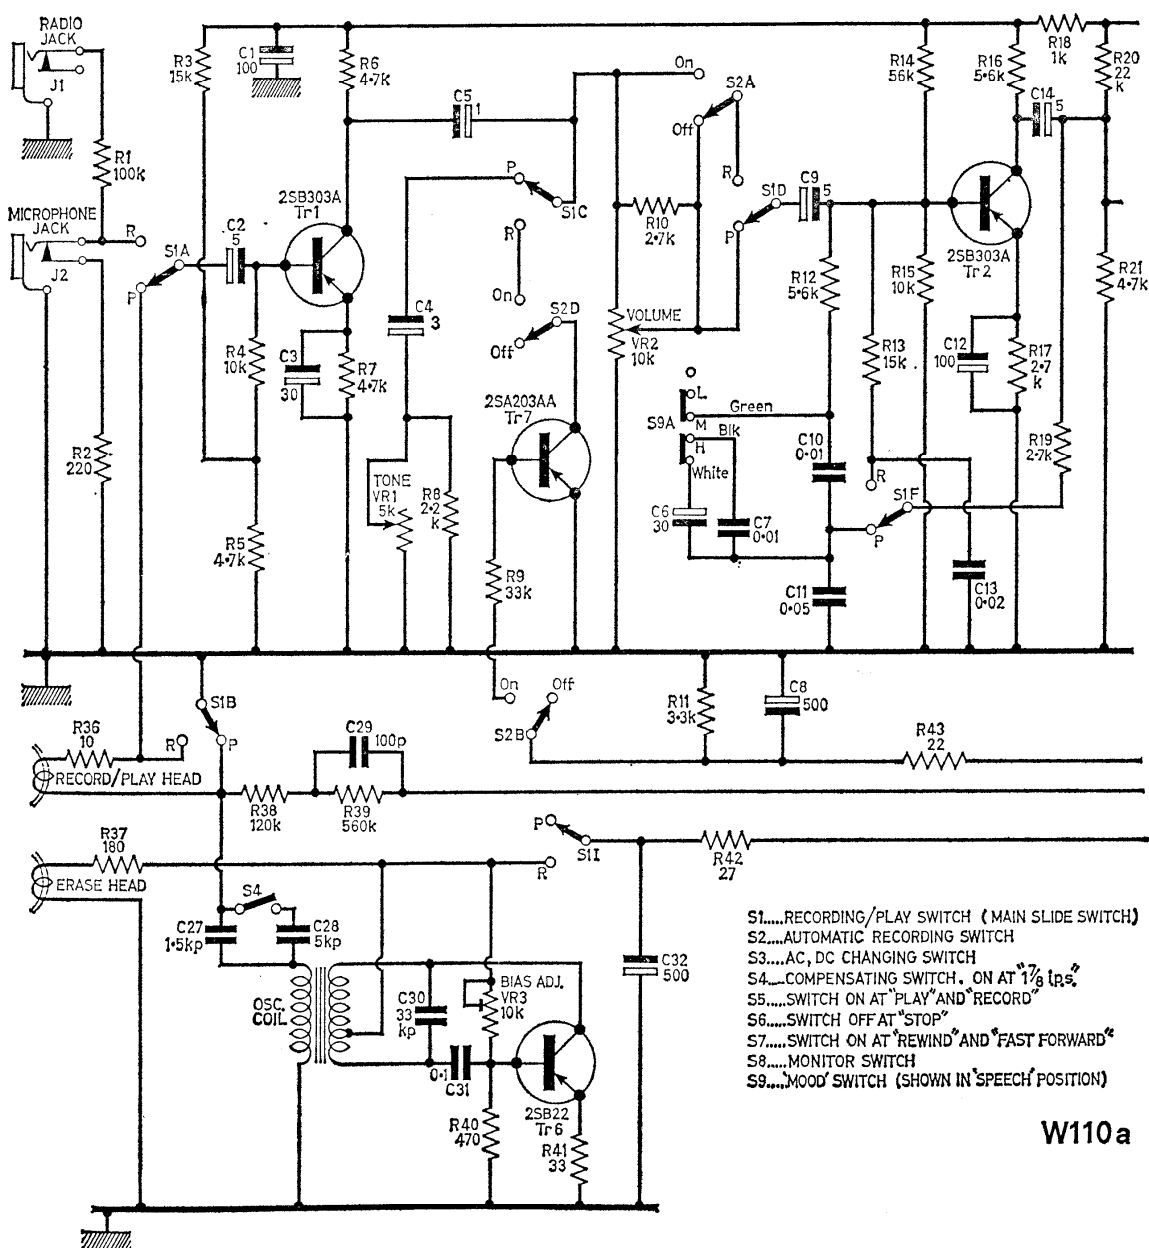 RADIO
JACK
J1
R1
100k
MICROPHONE
JACK
J2
R
P
S1A
R2
220
R3
15k
C1
100
R6
4·7k
C2
5
2SB303A
Tr1
R4
10k
C3
30
R7
4·7k
R5
4·7k
C5
1
P
S1C
R
On
S2D
Off
C4
3
TONE
VR1
5k
R8
2·2
k
2SA203AA
Tr7
R9
33k
On
S2A
Off
R
R10
2·7k
S1D
P
VOLUME
VR2
10k
C9
5
R12
5·6k
R14
56k
R15
10k
R13
15k
R16
5·6k
R18
1k
R20
22
k
C14
5
2SB303A
Tr2
R21
4·7k
C12
100
R17
2·7
k
R19
2·7k
L
S9A
M
Green
Blk
H
White
C6
30
C7
0·01
C10
0·01
C11
0·05
R
S1F
P
C13
0·02
S1B
P
R
On
Off
S2B
R11
3·3k
C8
500
R43
22
R36
10
RECORD/PLAY HEAD
C29
100p
R38
120k
R39
560k
R37
180
ERASE HEAD
P
S1I
R
R42
27
S4
C27
1·5kp
C28
5kp
OSC.
COIL
C30
33
kp
BIAS ADJ.
VR3
10k
0·1
C31
2SB22
Tr6
R40
470
R41
33
C32
500
S1.....RECORDING/PLAY SWITCH (MAIN SLIDE SWITCH)
S2.....AUTOMATIC RECORDING SWITCH
S3.....AC, DC CHANGING SWITCH
S4.....COMPENSATING SWITCH. ON AT "1⅞ i.p.s."
S5.....SWITCH ON AT "PLAY" AND "RECORD"
S6.....SWITCH OFF AT "STOP"
S7.....SWITCH ON AT "REWIND" AND "FAST FORWARD"
S8.....MONITOR SWITCH
S9....'MOOD' SWITCH (SHOWN IN 'SPEECH' POSITION)
W110a